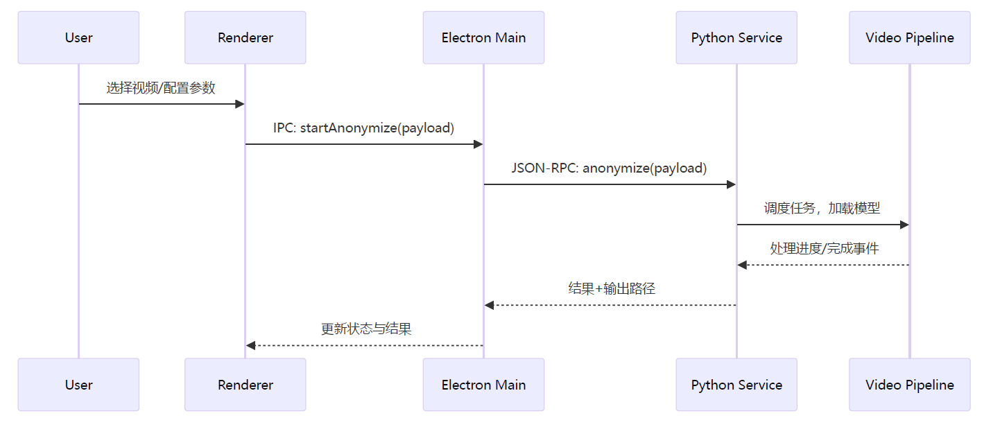 User
Renderer
Electron Main
Python Service
Video Pipeline
选择视频/配置参数
IPC: startAnonymize(payload)
JSON-RPC: anonymize(payload)
调度任务，加载模型
处理进度/完成事件
结果+输出路径
更新状态与结果
User
Renderer
Electron Main
Python Service
Video Pipeline